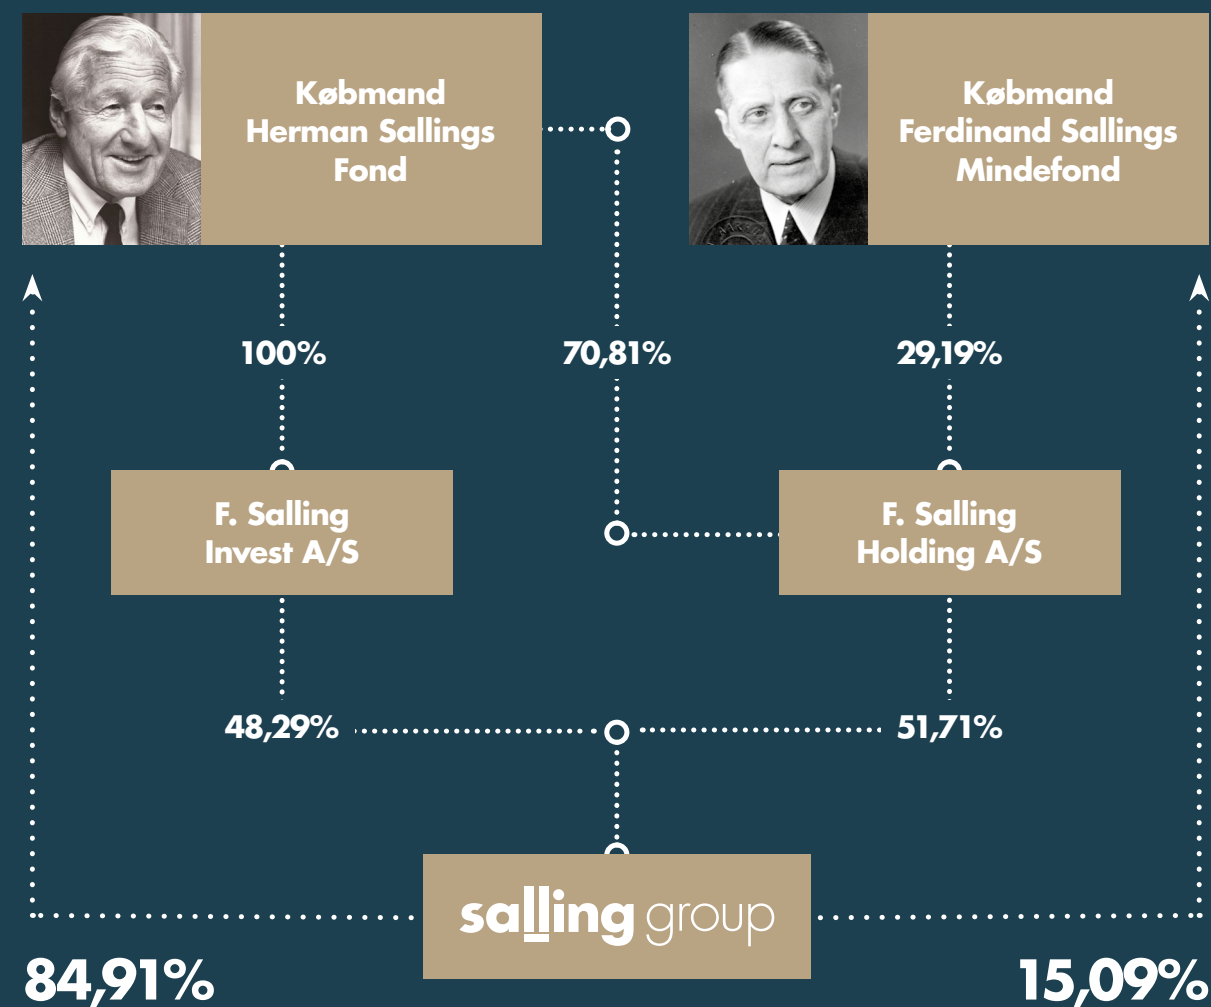 Købmand
Herman Sallings
Fond
Købmand
Ferdinand Sallings
Mindefond
100%
70,81%
29,19%
F. Salling
Invest A/S
F. Salling
Holding A/S
48,29%
51,71%
salling group
84,91%
15,09%